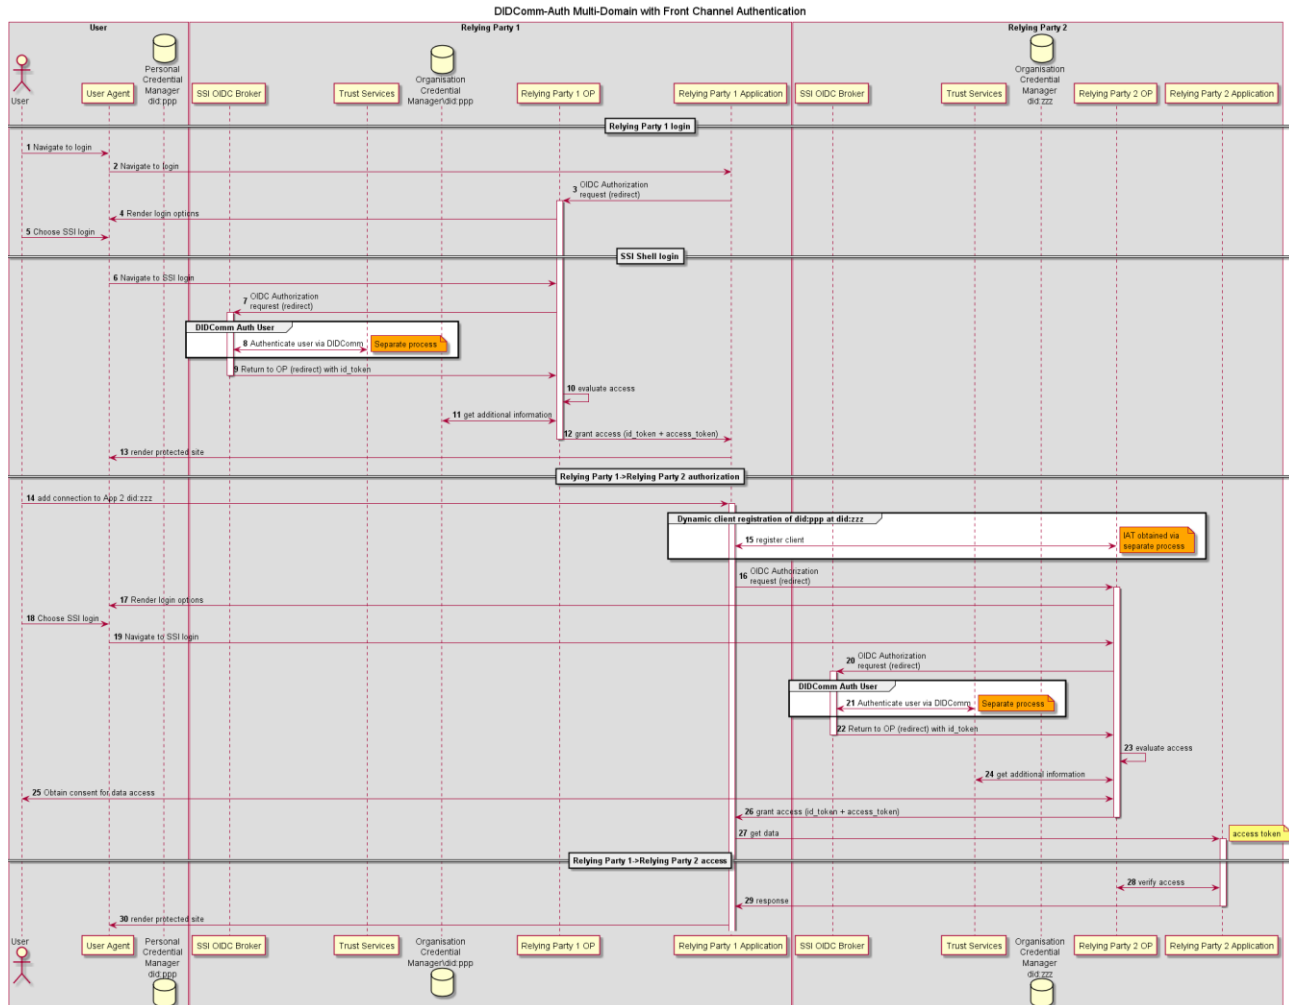 DIDComm-Auth Multi-Domain with Front Channel Authentication
User
Relying Party 1
Relying Party 2
User
User Agent
Personal
Credential
Manager
did:ppp
SSI OIDC Broker
Trust Services
Organisation
Credential
Manager\did:ppp
Relying Party 1 OP
Relying Party 1 Application
SSI OIDC Broker
Trust Services
Organisation
Credential
Manager
did:zzz
Relying Party 2 OP
Relying Party 2 Application
Relying Party 1 login
1 Navigate to login
2 Navigate to login
3 OIDC Authorization
request (redirect)
4 Render login options
5 Choose SSI login
SSI Shell login
6 Navigate to SSI login
7 OIDC Authorization
requrest (redirect)
DIDComm Auth User
8 Authenticate user via DIDComm
Separate process
9 Return to OP (redirect) with id_token
10 evaluate access
11 get additional information
12 grant access (id_token + access_token)
13 render protected site
Relying Party 1->Relying Party 2 authorization
14 add connection to App 2 did:zzz
Dynamic client registration of did:ppp at did:zzz
15 register client
IAT obtained via
separate process
16 OIDC Authorization
request (redirect)
17 Render login options
18 Choose SSI login
19 Navigate to SSI login
20 OIDC Authorization
requrest (redirect)
DIDComm Auth User
21 Authenticate user via DIDComm
Separate process
22 Return to OP (redirect) with id_token
23 evaluate access
24 get additional information
25 Obtain consent for data access
26 grant access (id_token + access_token)
27 get data
access token
Relying Party 1->Relying Party 2 access
28 verify access
29 response
30 render protected site
User
User Agent
Personal
Credential
Manager
did:ppp
SSI OIDC Broker
Trust Services
Organisation
Credential
Manager\did:ppp
Relying Party 1 OP
Relying Party 1 Application
SSI OIDC Broker
Trust Services
Organisation
Credential
Manager
did:zzz
Relying Party 2 OP
Relying Party 2 Application